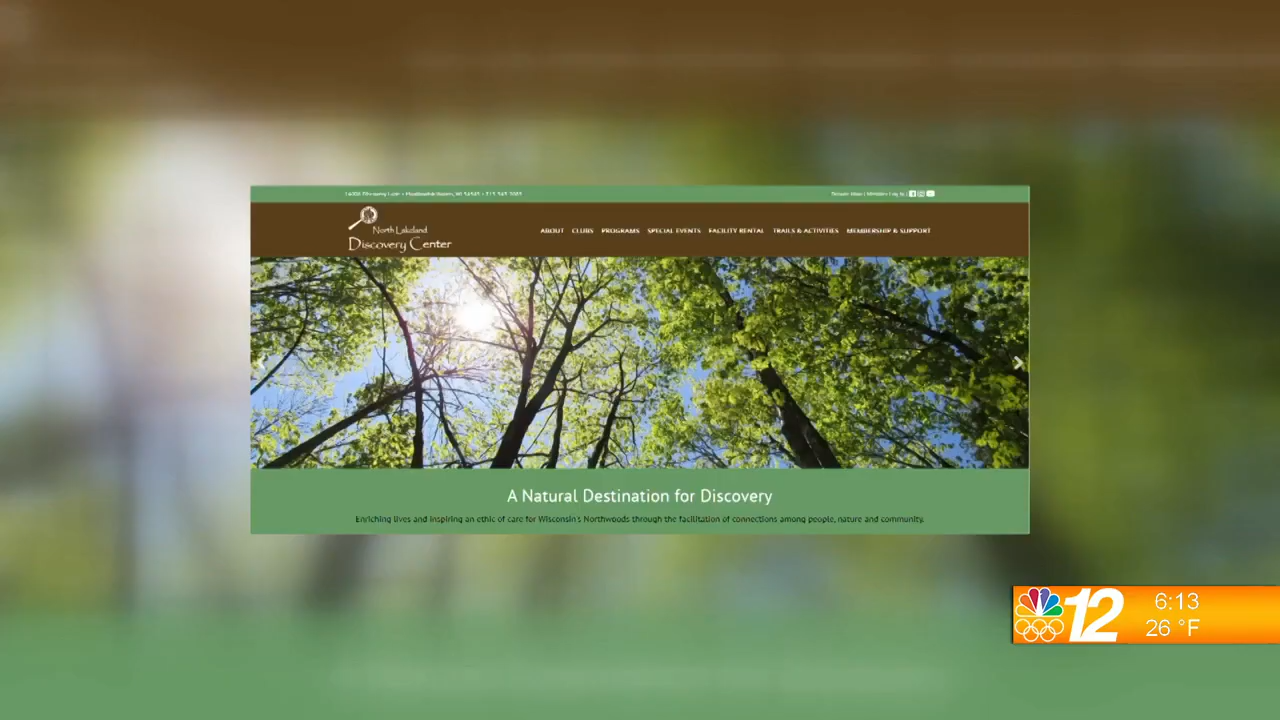 North Lakeland
Discovery Center
ABOUT CLUBS PROGRAMS SPECIAL EVENTS FACILITY RENTAL TRAILS & ACTIVITIES MEMBERSHIP & SUPPORT
A Natural Destination for Discovery
Enriching lives and inspiring an ethic of care for Wisconsin's Northwoods through the facilitation of connections among people, nature and community.
12
6:13
26 °F